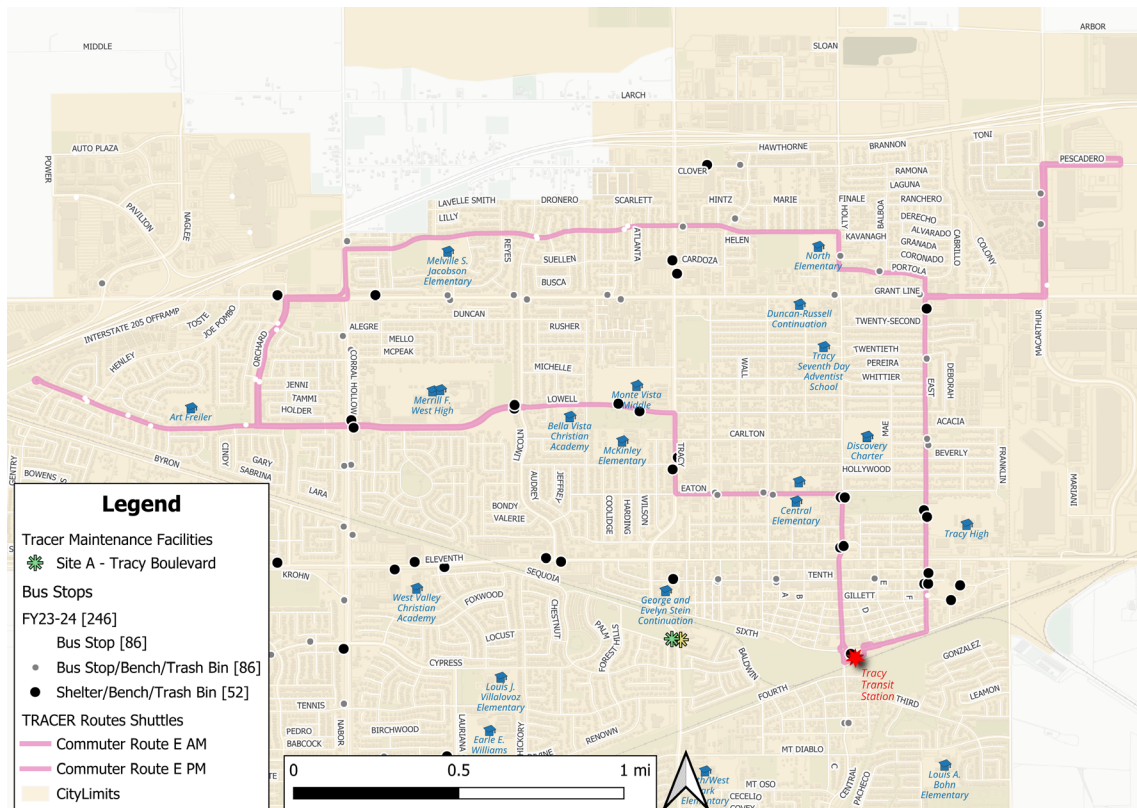 ARBOR
MIDDLE
SLOAN
LARCH
AUTO PLAZA
POWER
PAVILION
NAGLEE
HAWTHORNE
BRANNON
TONI
PESCADERO
CLOVER
RAMONA
LAGUNA
LAVELLE SMITH
DRONERO
SCARLETT
HINTZ
MARIE
FINALE
RANCHERO
LILLY
HOLLY
BALBOA
DERECHO
ALVARADO
REYES
ATLANTA
HELEN
KAVANAGH
GRANADA
CABRILLO
COLONY
Melville S.
Jacobson
Elementary
SUELLEN
CARDOZA
North
Elementary
CORONADO
PORTOLA
BUSCA
GRANT LINE
INTERSTATE 205 OFFRAMP
TOSTE
JOE POMBO
DUNCAN
Duncan-Russell
Continuation
ORCHARD
ALEGRE
RUSHER
TWENTY-SECOND
MACARTHUR
MELLO
MCPEAK
HENLEY
CORRAL HOLLOW
MICHELLE
WALL
Tracy
Seventh Day
Adventist
School
TWENTIETH
PEREIRA
WHITTIER
EAST
DEBORAH
JENNI
TAMMI
HOLDER
Merrill F.
West High
LOWELL
Monte Vista
Middle
Art Freiler
Bella Vista
Christian
Academy
McKinley
Elementary
TRACY
CARLTON
MAE
Discovery
Charter
ACACIA
BEVERLY
GENTRY
BOWENS
BYRON
CINDY
GARY
SABRINA
LINCOLN
HOLLYWOOD
FRANKLIN
LARA
AUDREY
JEFFREY
EATON
MARIANI
BONDY
VALERIE
COOLIDGE
HARDING
WILSON
Central
Elementary
Tracy High
KROHN
ELEVENTH
SEQUOIA
TENTH
E
West Valley
Christian
Academy
FOXWOOD
CHESTNUT
George and
Evelyn Stein
Continuation
B
A
GILLETT
D
F
LOCUST
PALM
FOREST HILLS
SIXTH
BALDWIN
CYPRESS
GONZALEZ
Louis J.
Villalovoz
Elementary
FOURTH
Tracy
Transit
Station
THIRD
LEAMON
TENNIS
NABOR
LAURIANA
HICKORY
PEDRO
BABCOCK
BIRCHWOOD
Earle E.
Williams
RENOWN
MT DIABLO
C
CENTRAL
PACHECO
MT OSO
CECELIO
Louis A.
Bohn
Elementary
Legend
Tracer Maintenance Facilities
Site A - Tracy Boulevard
Bus Stops
FY23-24 [246]
Bus Stop [86]
Bus Stop/Bench/Trash Bin [86]
Shelter/Bench/Trash Bin [52]
TRACER Routes Shuttles
Commuter Route E AM
Commuter Route E PM
CityLimits
0
0.5
1 mi